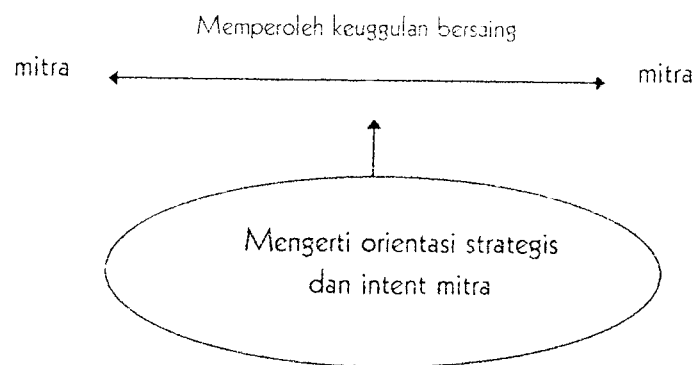 Memperoleh keuggulan bersaing
mitra
mitra
Mengerti orientasi strategis
dan intent mitra